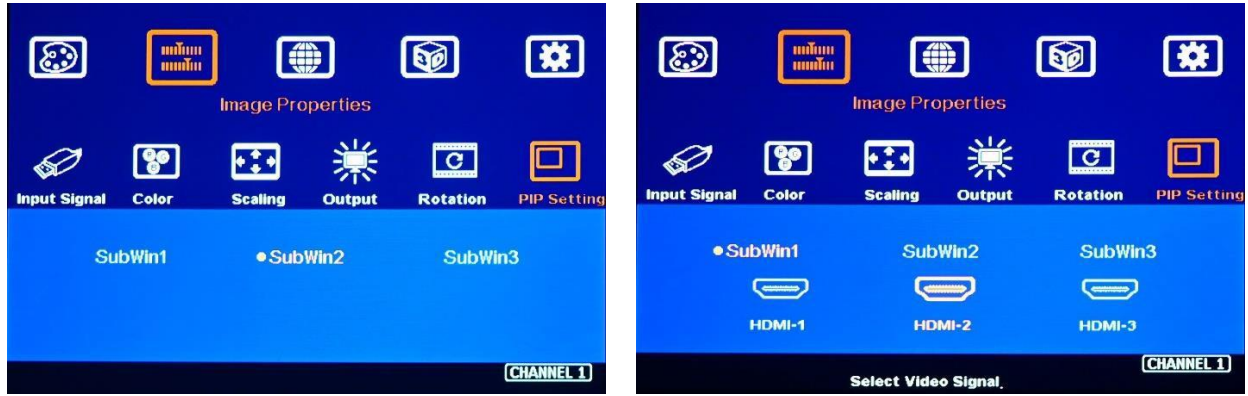 Image Properties
Input Signal Color Scaling Output Rotation PIP Setting
SubWin1 SubWin2 SubWin3
CHANNEL 1
Image Properties
Input Signal Color Scaling Output Rotation PIP Setting
SubWin1 SubWin2 SubWin3
HDMI-1 HDMI-2 HDMI-3
CHANNEL 1
Select Video Signal